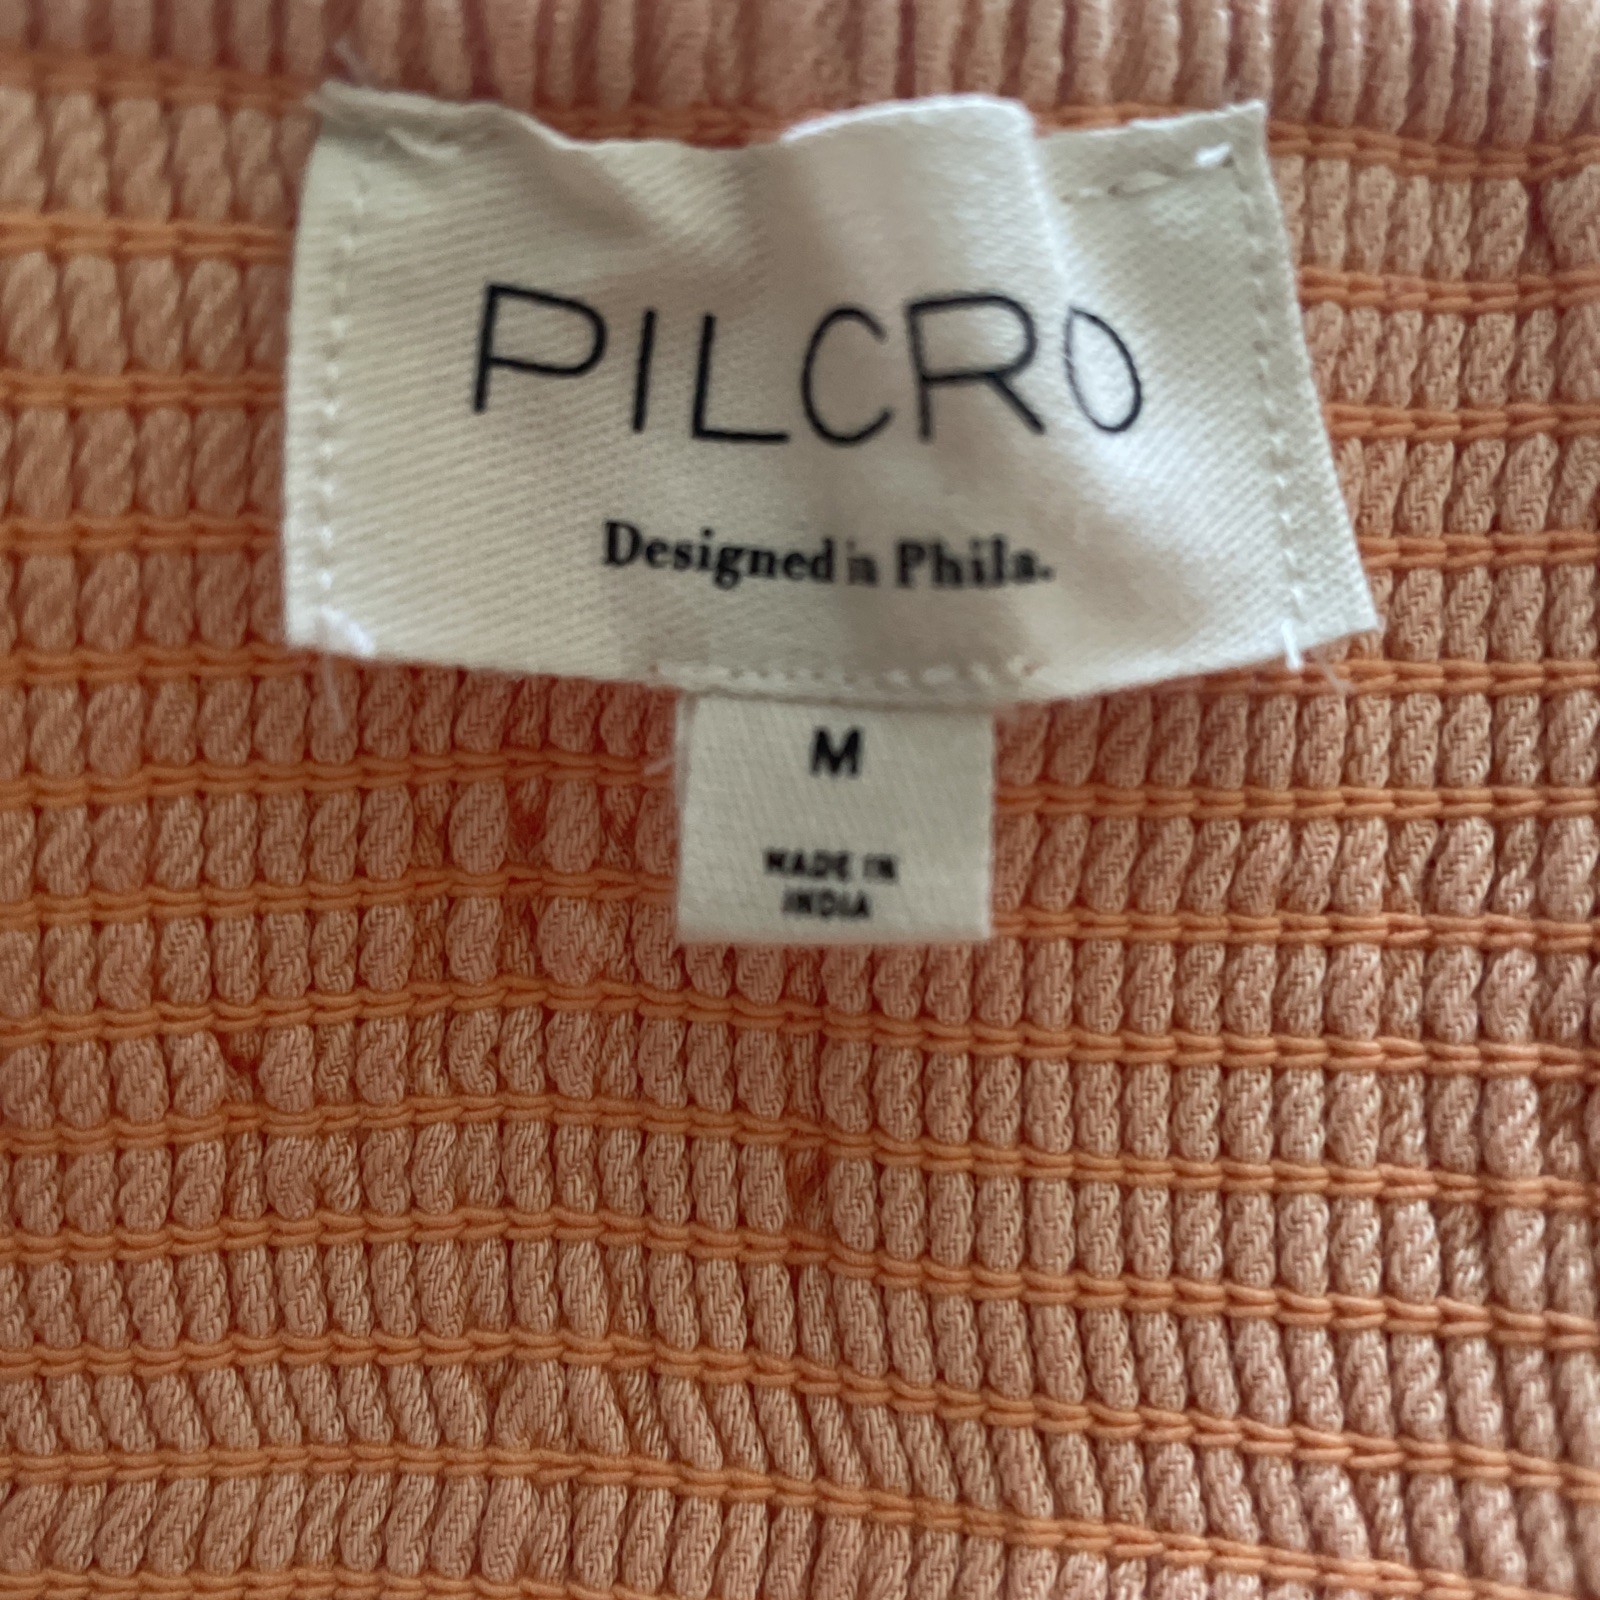 PILCRO
Designed in Phila.
M
MADE IN
INDIA